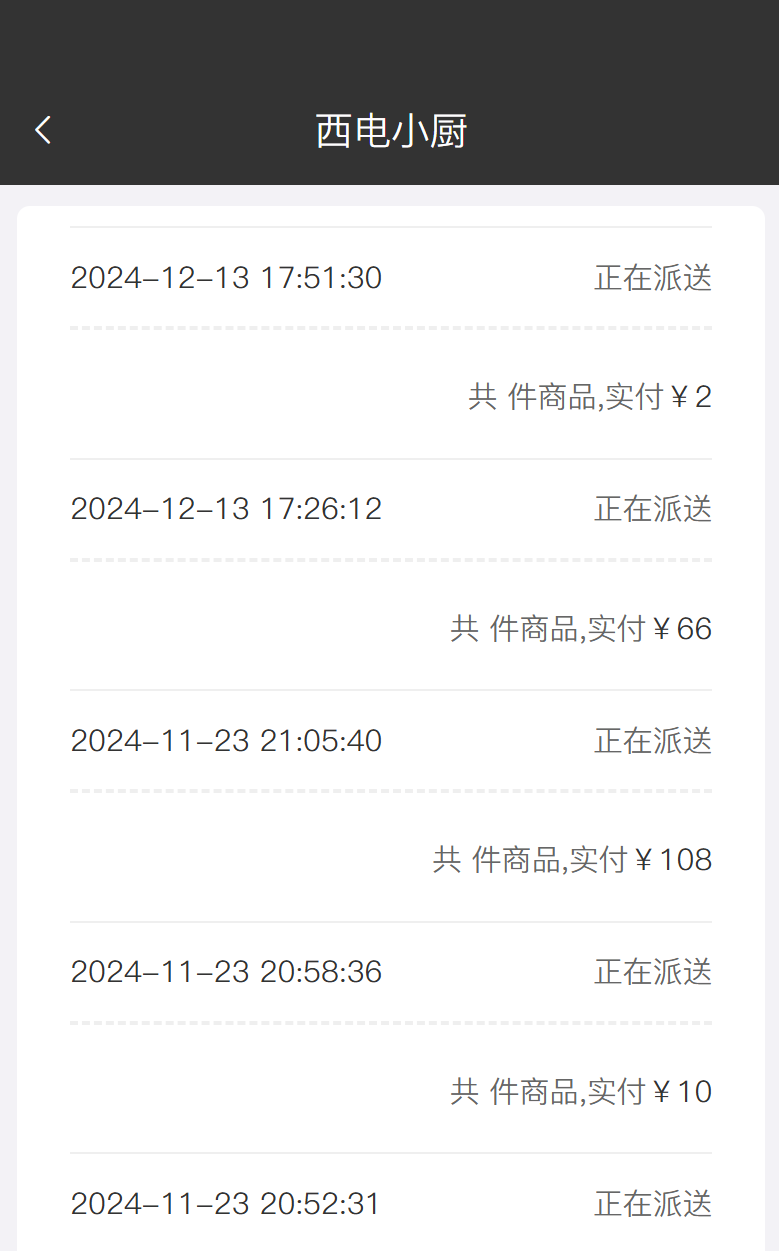 西电小厨
2024-12-13 17:51:30 正在派送
共 件商品,实付￥2
2024-12-13 17:26:12 正在派送
共 件商品,实付￥66
2024-11-23 21:05:40 正在派送
共 件商品,实付￥108
2024-11-23 20:58:36 正在派送
共 件商品,实付￥10
2024-11-23 20:52:31 正在派送